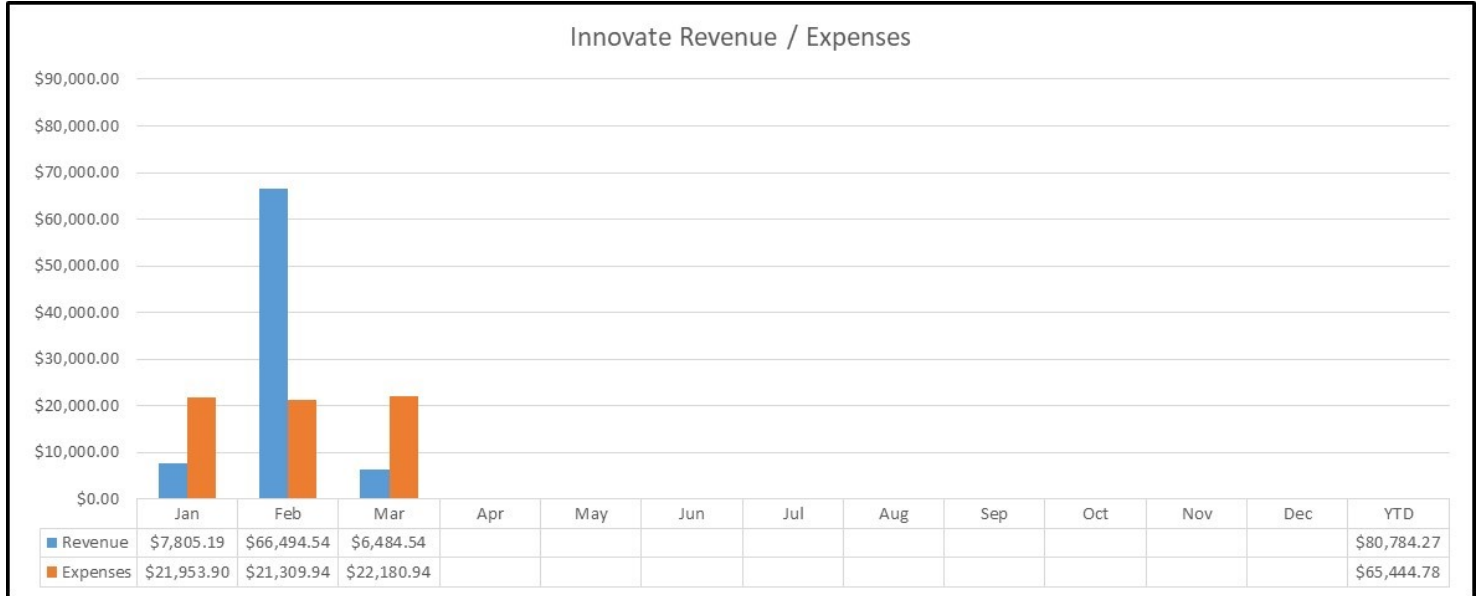 Innovate Revenue / Expenses
$90,000.00
$80,000.00
$70,000.00
$60,000.00
$50,000.00
$40,000.00
$30,000.00
$20,000.00
$10,000.00
$0.00
Jan Feb Mar Apr May Jun Jul Aug Sep Oct Nov Dec YTD
Revenue $7,805.19 $66,494.54 $6,484.54 $80,784.27
Expenses $21,953.90 $21,309.94 $22,180.94 $65,444.78